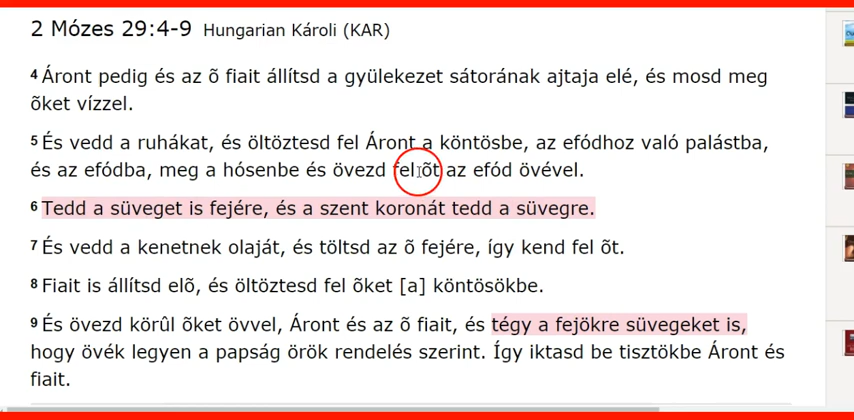 2 Mózes 29:4-9 Hungarian Károli (KAR)
4 Áront pedig és az õ fiait állítsd a gyülekezet sátorának ajtaja elé, és mosd meg
õket vízzel.
5 És vedd a ruhákat, és öltöztesd fel Áront a köntösbe, az efódhoz való palástba,
és az efódba, meg a hósenbe és övezd fel õt az efód övével.
6 Tedd a süveget is fejére, és a szent koronát tedd a süvegre.
7 És vedd a kenetnek olaját, és töltsd az õ fejére, így kend fel õt.
8 Fiait is állítsd elõ, és öltöztesd fel õket [a] köntösökbe.
9 És övezd körûl õket övvel, Áront és az õ fiait, és tégy a fejökre süvegeket is,
hogy övék legyen a papság örök rendelés szerint. Így iktasd be tisztökbe Áront és
fiait.